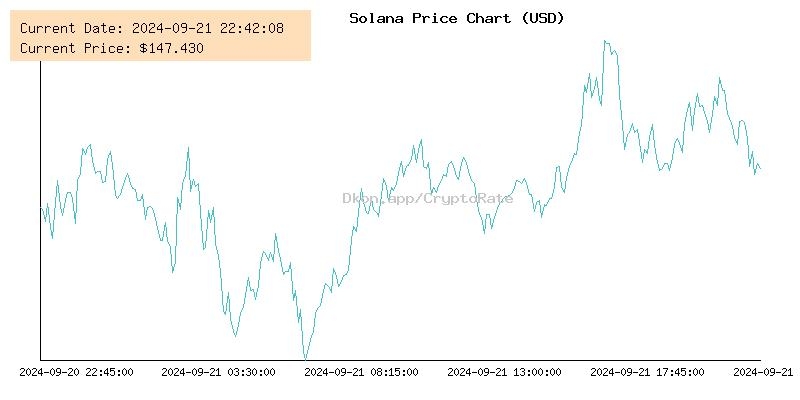 Solana Price Chart (USD)
Current Date: 2024-09-21 22:42:08
Current Price: $147.430
Dkon.app/CryptoRate
2024-09-20 22:45:00 2024-09-21 03:30:00 2024-09-21 08:15:00 2024-09-21 13:00:00 2024-09-21 17:45:00 2024-09-21